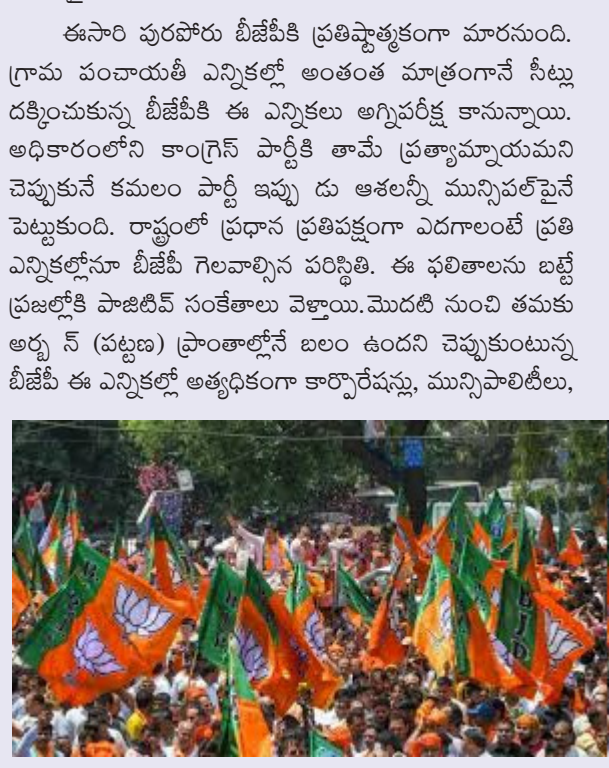 ఈసారి పురపోరు బీజేపీకి ప్రతిష్టాత్మకంగా మారనుంది.
గ్రామ పంచాయతీ ఎన్నికల్లో అంతంత మాత్రంగానే సీట్లు
దక్కించుకున్న బీజేపీకి ఈ ఎన్నికలు అగ్నిపరీక్ష కానున్నాయి.
అధికారంలోని కాంగ్రెస్ పార్టీకి తామే ప్రత్యామ్నాయమని
చెప్పుకునే కమలం పార్టీ ఇప్పు డు ఆశలన్నీ మున్సిపల్‌పైనే
పెట్టుకుంది. రాష్ట్రంలో ప్రధాన ప్రతిపక్షంగా ఎదగాలంటే ప్రతి
ఎన్నికల్లోనూ బీజేపీ గెలవాల్సిన పరిస్థితి. ఈ ఫలితాలను బట్టే
ప్రజల్లోకి పాజిటివ్ సంకేతాలు వెళ్తాయి.మొదటి నుంచి తమకు
అర్బ న్ (పట్టణ) ప్రాంతాల్లోనే బలం ఉందని చెప్పుకుంటున్న
బీజేపీ ఈ ఎన్నికల్లో అత్యధికంగా కార్పొరేషన్లు, మున్సిపాలిటీలు,
BJP